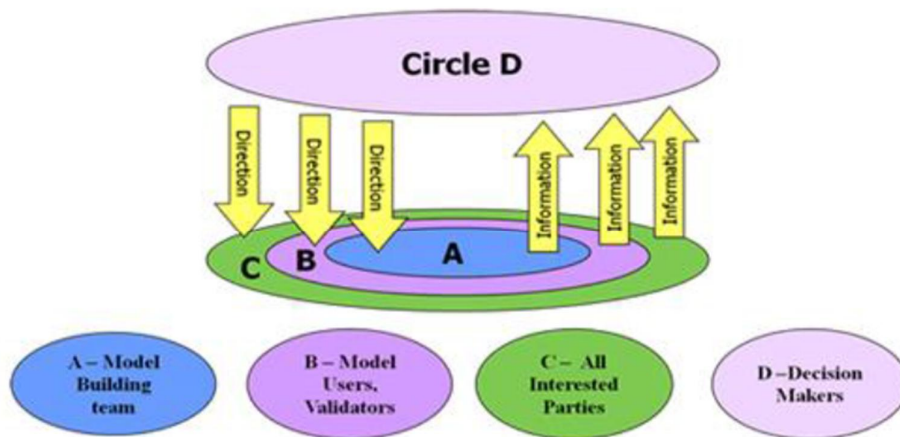 Circle D
Direction
Direction
Direction
Information
Information
Information
C
B
A
A – Model
Building
team
B – Model
Users,
Validators
C – All
Interested
Parties
D –Decision
Makers